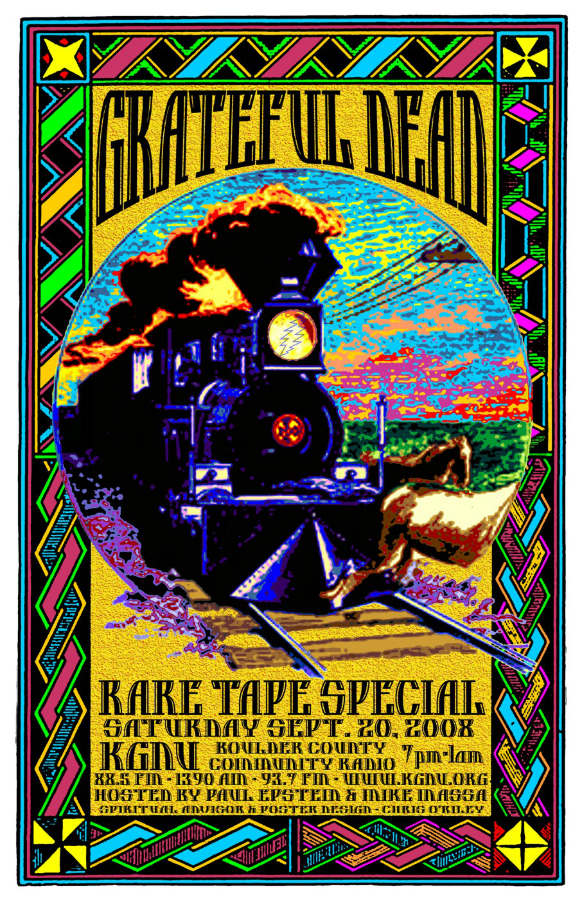 GRATEFUL DEAD
RARE TAPE SPECIAL
SATURDAY SEPT. 20, 2008
KGNU BOULDER COUNTY COMMUNITY RADIO 7pm-1am
88.5 FM · 1390 AM · 93.7 FM · WWW.KGNU.ORG
HOSTED BY PAUL EPSTEIN & MIKE MASSA
SPIRITUAL ADVISOR & POSTER DESIGN - CHRIS O'RILEY